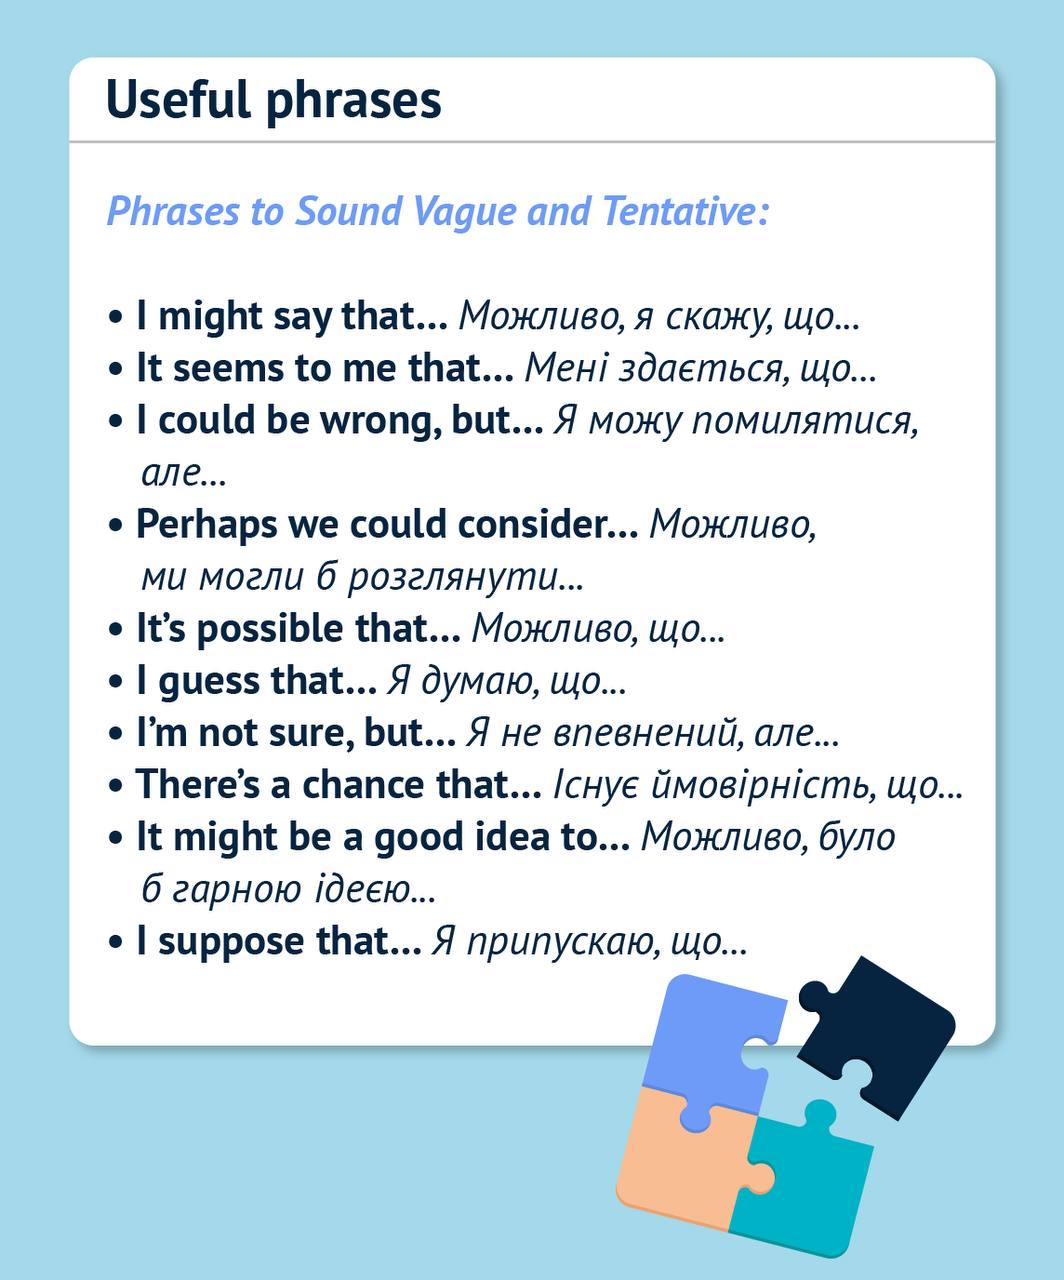 Useful phrases
Phrases to Sound Vague and Tentative:
• I might say that... Можливо, я скажу, що...
• It seems to me that... Мені здається, що...
• I could be wrong, but... Я можу помилятися,
але...
• Perhaps we could consider... Можливо,
ми могли б розглянути...
• It’s possible that... Можливо, що...
• I guess that... Я думаю, що...
• I’m not sure, but... Я не впевнений, але...
• There’s a chance that... Існує ймовірність, що...
• It might be a good idea to... Можливо, було
б гарною ідеєю...
• I suppose that... Я припускаю, що...